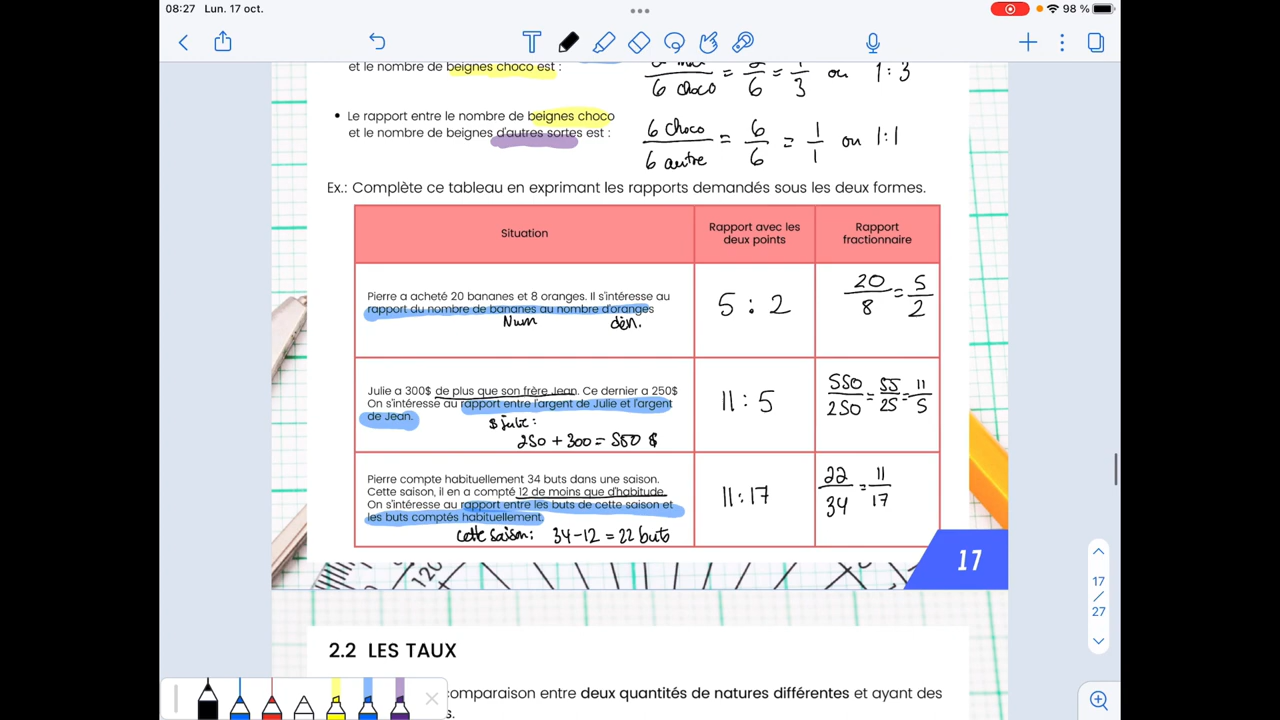 08:27 Lun. 17 oct.
98 %
et le nombre de beignes choco est :
6 choco = 6 = 3 ou 1 : 3
• Le rapport entre le nombre de beignes choco
et le nombre de beignes d'autres sortes est :
6 choco / 6 autre = 6/6 = 1/1 ou 1:1
Ex.: Complète ce tableau en exprimant les rapports demandés sous les deux formes.
Situation
Rapport avec les
deux points
Rapport
fractionnaire
Pierre a acheté 20 bananes et 8 oranges. Il s'intéresse au
rapport du nombre de bananes au nombre d'oranges
Num dén.
5 : 2
20/8 = 5/2
Julie a 300$ de plus que son frère Jean. Ce dernier a 250$
On s'intéresse au rapport entre l'argent de Julie et l'argent
de Jean.
$ Julie :
250 + 300 = 550 $
11 : 5
550/250 = 55/25 = 11/5
Pierre compte habituellement 34 buts dans une saison.
Cette saison, il en a compté 12 de moins que d'habitude.
On s'intéresse au rapport entre les buts de cette saison et
les buts comptés habituellement.
cette saison : 34 - 12 = 22 buts
11 : 17
22/34 = 11/17
17
17
/
27
2.2 LES TAUX
comparaison entre deux quantités de natures différentes et ayant des
s.